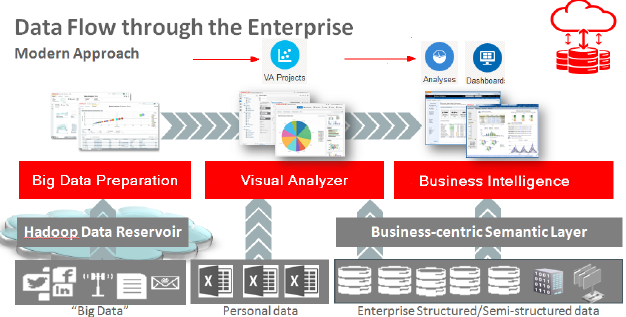 Data Flow through the Enterprise
Modern Approach
VA Projects
Analyses
Dashboards
Big Data Preparation
Visual Analyzer
Business Intelligence
Hadoop Data Reservoir
Business-centric Semantic Layer
“Big Data”
Personal data
Enterprise Structured/Semi-structured data